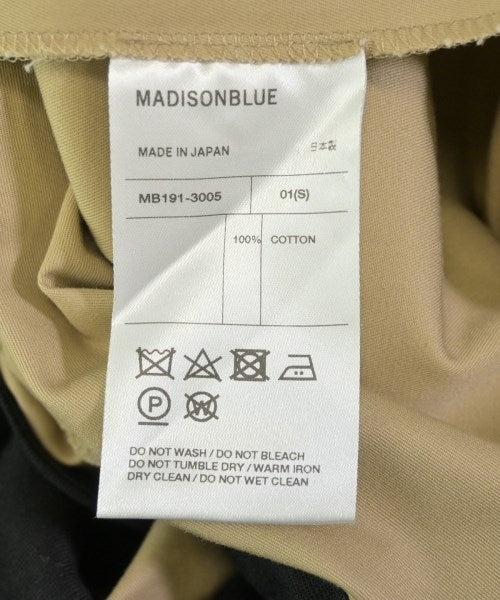 MADISONBLUE
MADE IN JAPAN 日本製
MB191-3005 01(S)
100% COTTON
P W
DO NOT WASH / DO NOT BLEACH
DO NOT TUMBLE DRY / WARM IRON
DRY CLEAN / DO NOT WET CLEAN